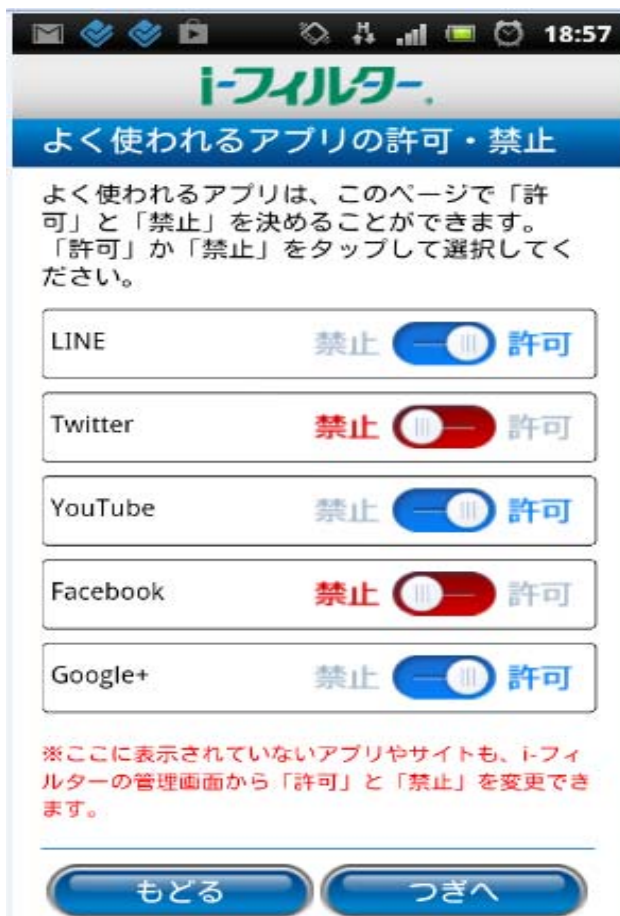 18:57
i-フィルター.
よく使われるアプリの許可・禁止
よく使われるアプリは、このページで「許
可」と「禁止」を決めることができます。
「許可」か「禁止」をタップして選択してく
ださい。
LINE 禁止 許可
Twitter 禁止 許可
YouTube 禁止 許可
Facebook 禁止 許可
Google+ 禁止 許可
※ここに表示されていないアプリやサイトも、i-フィ
ルターの管理画面から「許可」と「禁止」を変更でき
ます。
もどる つぎへ